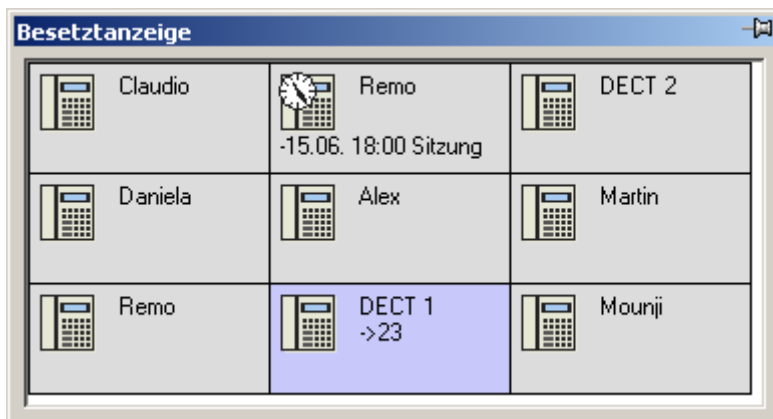 Besetztanzeige
Claudio
Remo
-15.06. 18:00 Sitzung
DECT 2
Daniela
Alex
Martin
Remo
DECT 1
->23
Mounji